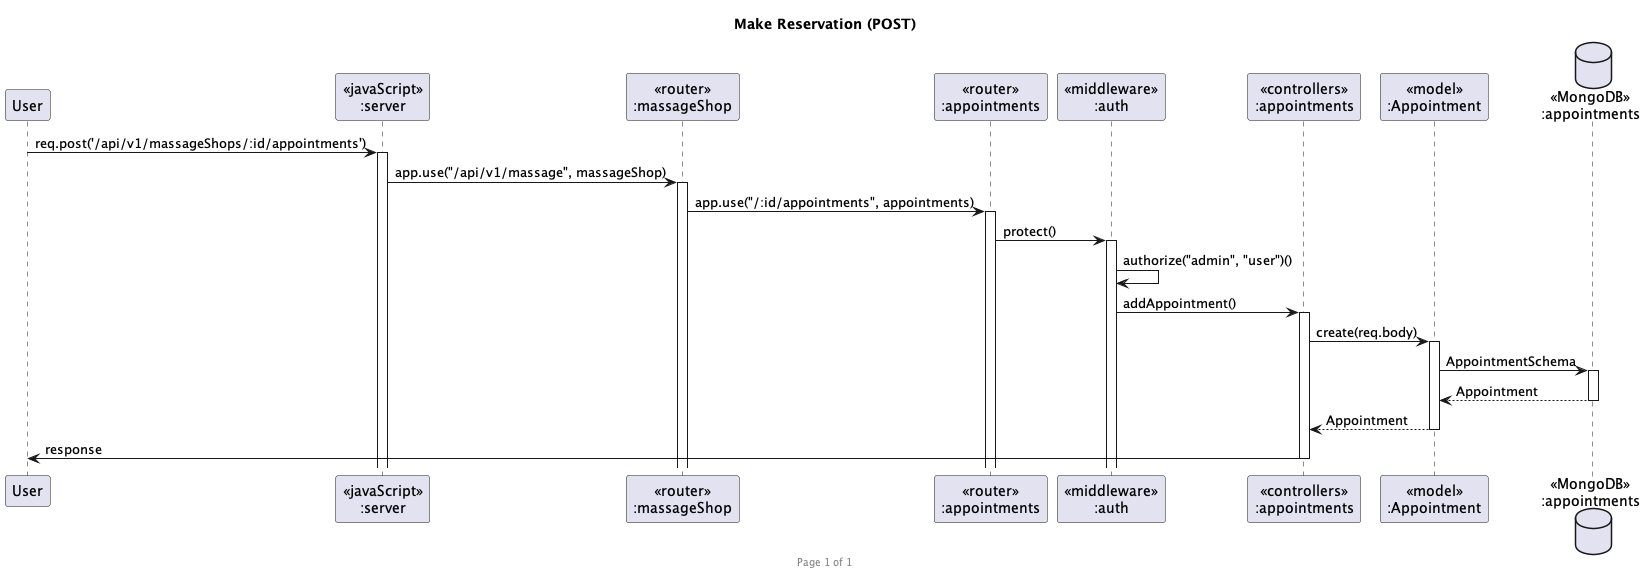 Make Reservation (POST)
User
«javaScript»
:server
«router»
:massageShop
«router»
:appointments
«middleware»
:auth
«controllers»
:appointments
«model»
:Appointment
«MongoDB»
:appointments
req.post('/api/v1/massageShops/:id/appointments')
app.use("/api/v1/massage", massageShop)
app.use("/:id/appointments", appointments)
protect()
authorize("admin", "user")()
addAppointment()
create(req.body)
AppointmentSchema
Appointment
Appointment
response
User
«javaScript»
:server
«router»
:massageShop
«router»
:appointments
«middleware»
:auth
«controllers»
:appointments
«model»
:Appointment
«MongoDB»
:appointments
Page 1 of 1